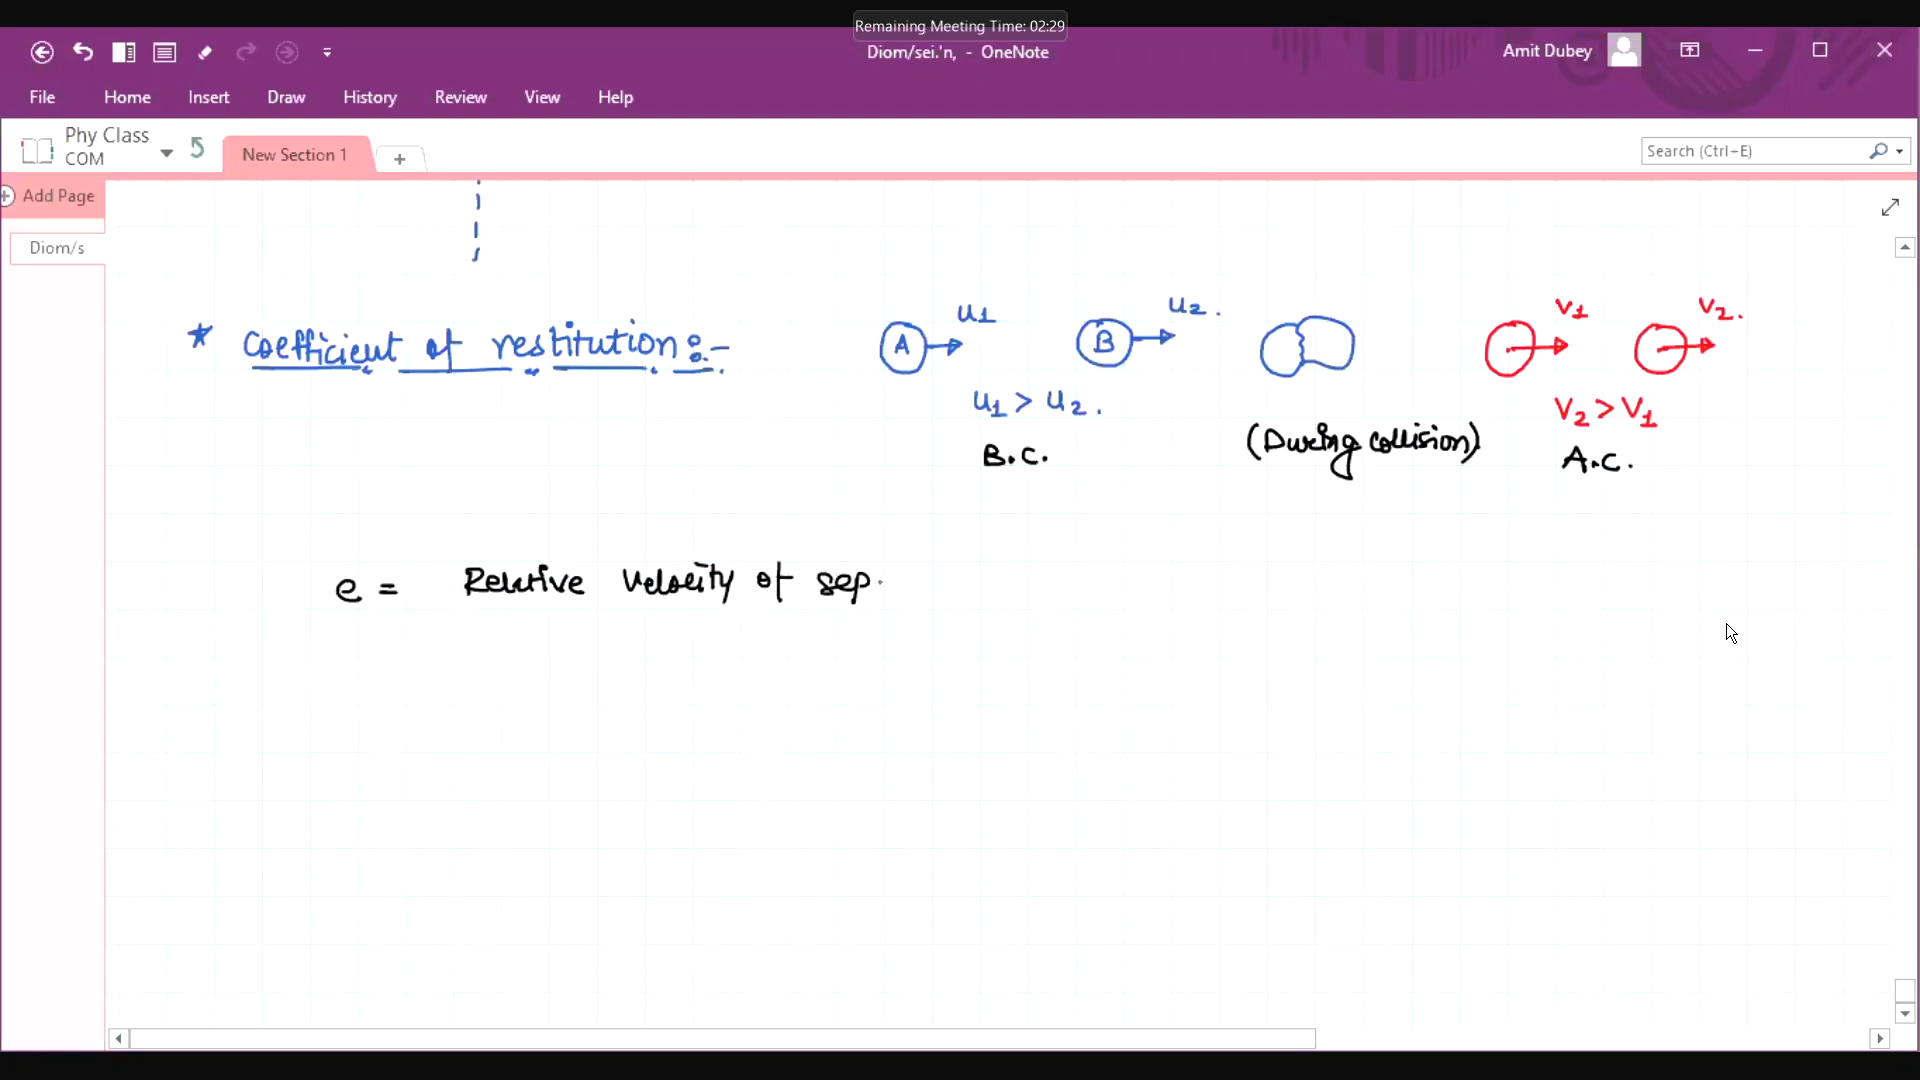 Remaining Meeting Time: 02:29
Diom/sei.'n, - OneNote
Amit Dubey
File Home Insert Draw History Review View Help
Phy Class
COM
New Section 1
+
Search (Ctrl+E)
Add Page
Diom/s
* Coefficient of restitution :-
A u1 B u2. v1 v2.
u1 > u2. v2 > v1
B.C. (During collision) A.C.
e = Relative velocity of sep.